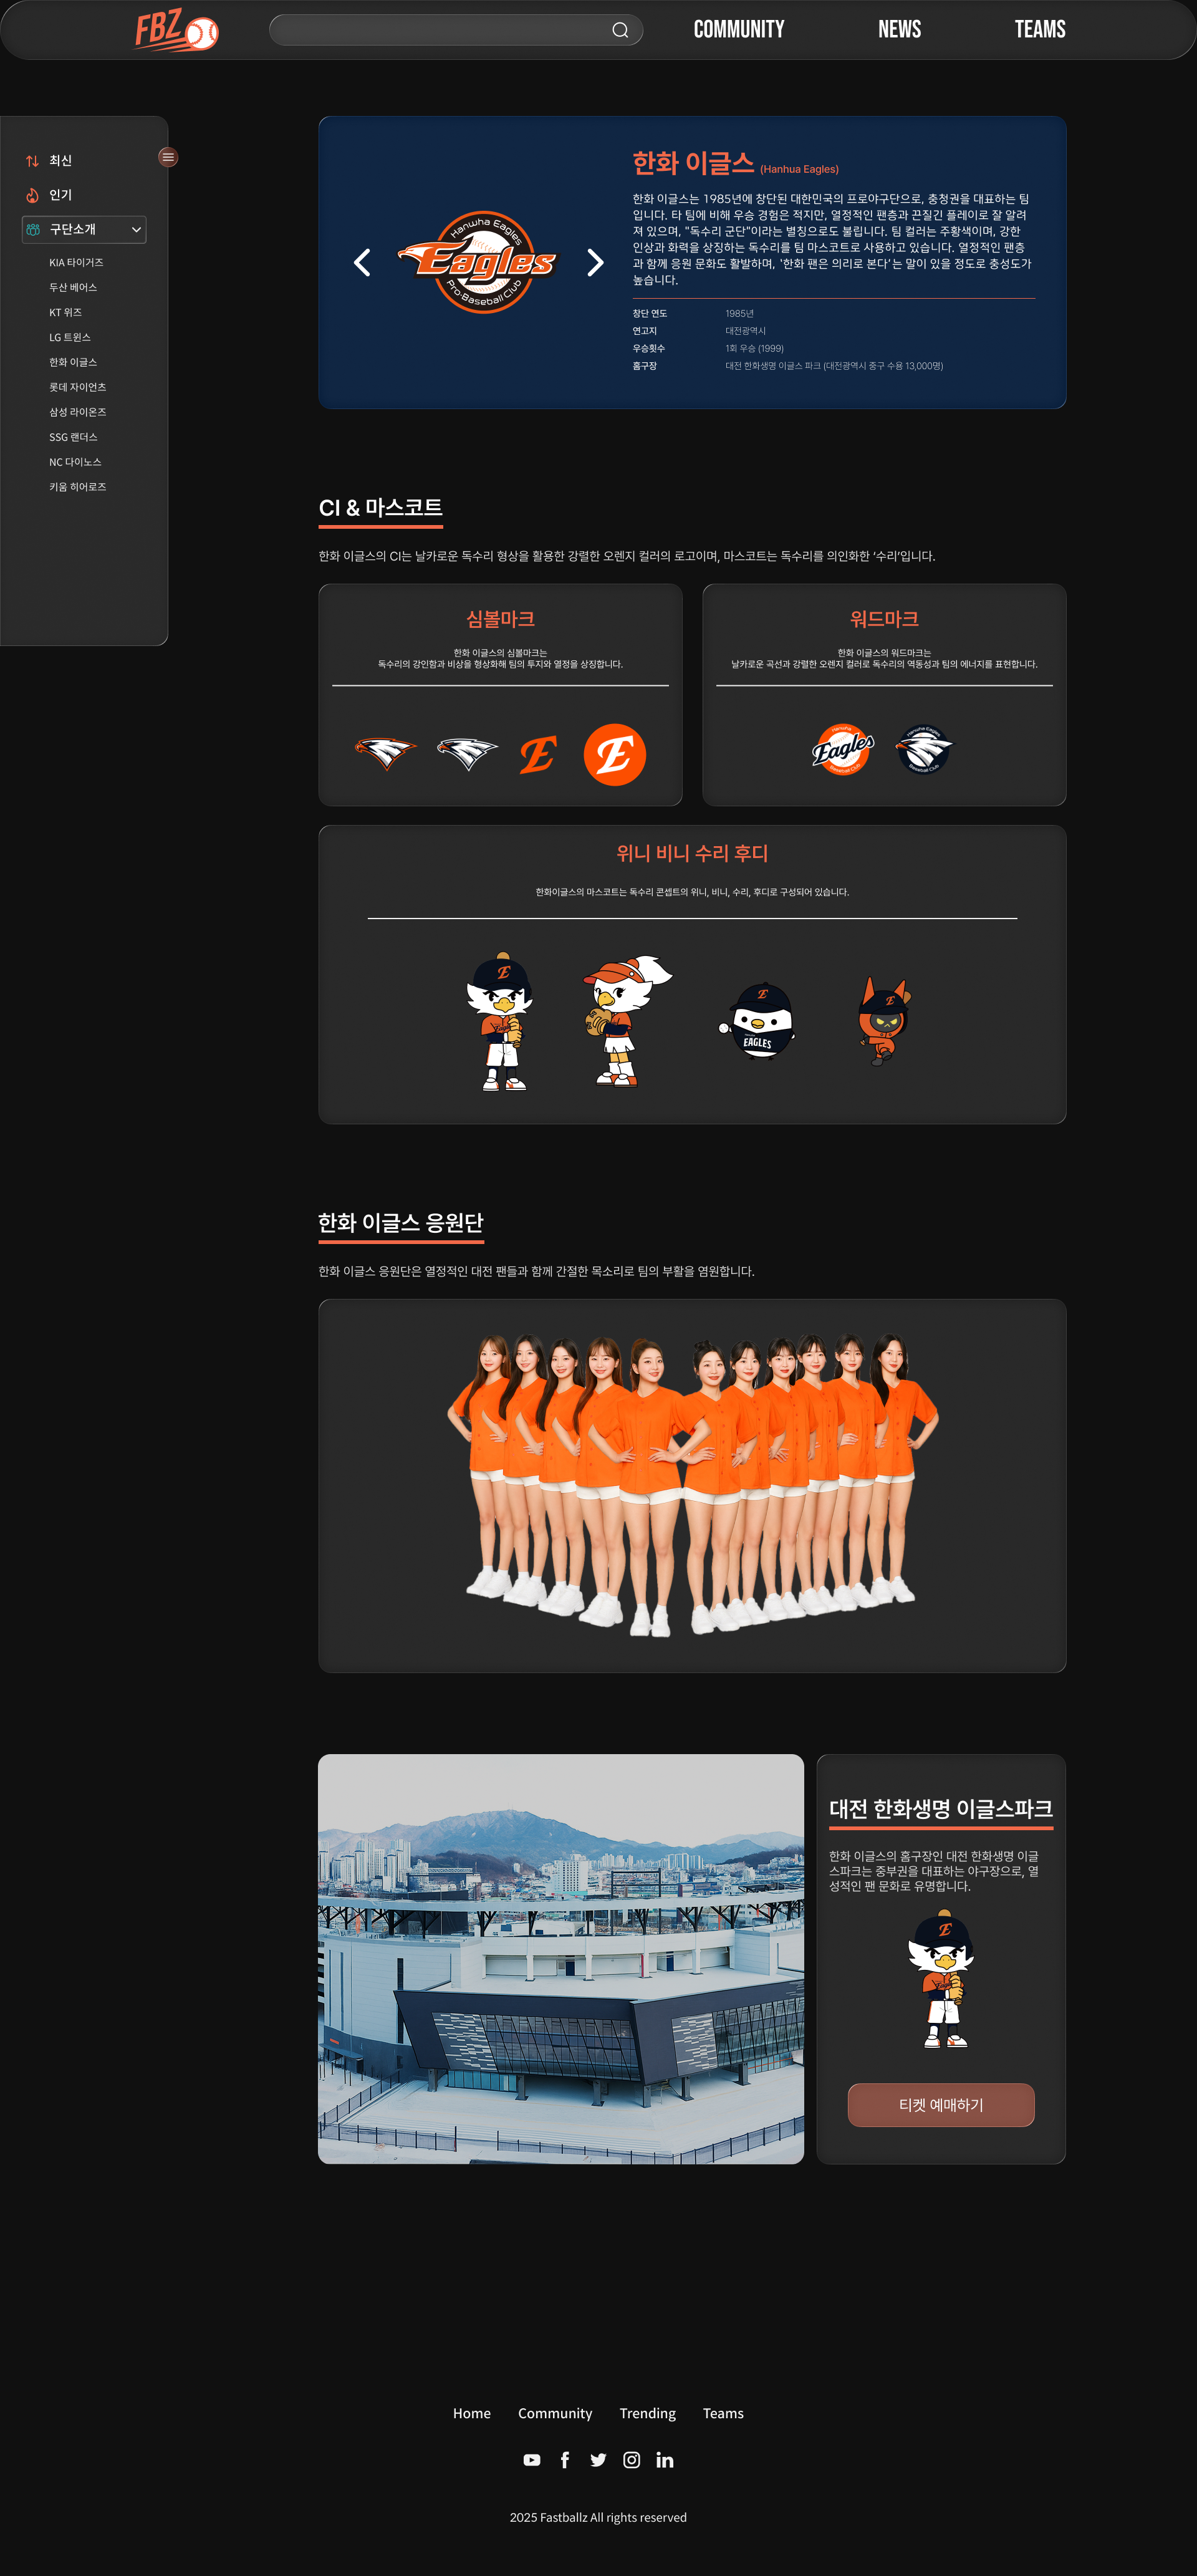 FBZ
COMMUNITY
NEWS
TEAMS
최신
인기
구단소개
KIA 타이거즈
두산 베어스
KT 위즈
LG 트윈스
한화 이글스
롯데 자이언츠
삼성 라이온즈
SSG 랜더스
NC 다이노스
키움 히어로즈
Hanwha Eagles
Eagles
Pro-Baseball Club
한화 이글스 (Hanhua Eagles)
한화 이글스는 1985년에 창단된 대한민국의 프로야구단으로, 충청권을 대표하는 팀
입니다. 타 팀에 비해 우승 경험은 적지만, 열정적인 팬층과 끈질긴 플레이로 잘 알려
져 있으며, "독수리 군단"이라는 별칭으로도 불립니다. 팀 컬러는 주황색이며, 강한
인상과 화력을 상징하는 독수리를 팀 마스코트로 사용하고 있습니다. 열정적인 팬층
과 함께 응원 문화도 활발하며, ‘한화 팬은 의리로 본다’는 말이 있을 정도로 충성도가
높습니다.
창단 연도 1985년
연고지 대전광역시
우승횟수 1회 우승 (1999)
홈구장 대전 한화생명 이글스 파크 (대전광역시 중구 수용 13,000명)
CI & 마스코트
한화 이글스의 CI는 날카로운 독수리 형상을 활용한 강렬한 오렌지 컬러의 로고이며, 마스코트는 독수리를 의인화한 ‘수리’입니다.
심볼마크
한화 이글스의 심볼마크는
독수리의 강인함과 비상을 형상화해 팀의 투지와 열정을 상징합니다.
E
E
워드마크
한화 이글스의 워드마크는
날카로운 곡선과 강렬한 오렌지 컬러로 독수리의 역동성과 팀의 에너지를 표현합니다.
Hanwha Eagles
Eagles
Baseball Club
Hanwha Eagles
Baseball Club
위니 비니 수리 후디
한화이글스의 마스코트는 독수리 콘셉트의 위니, 비니, 수리, 후디로 구성되어 있습니다.
E
Eagles
E
EAGLES
E
한화 이글스 응원단
한화 이글스 응원단은 열정적인 대전 팬들과 함께 간절한 목소리로 팀의 부활을 염원합니다.
대전 한화생명 이글스파크
한화 이글스의 홈구장인 대전 한화생명 이글
스파크는 중부권을 대표하는 야구장으로, 열
성적인 팬 문화로 유명합니다.
E
Eagles
티켓 예매하기
Home
Community
Trending
Teams
2025 Fastballz All rights reserved